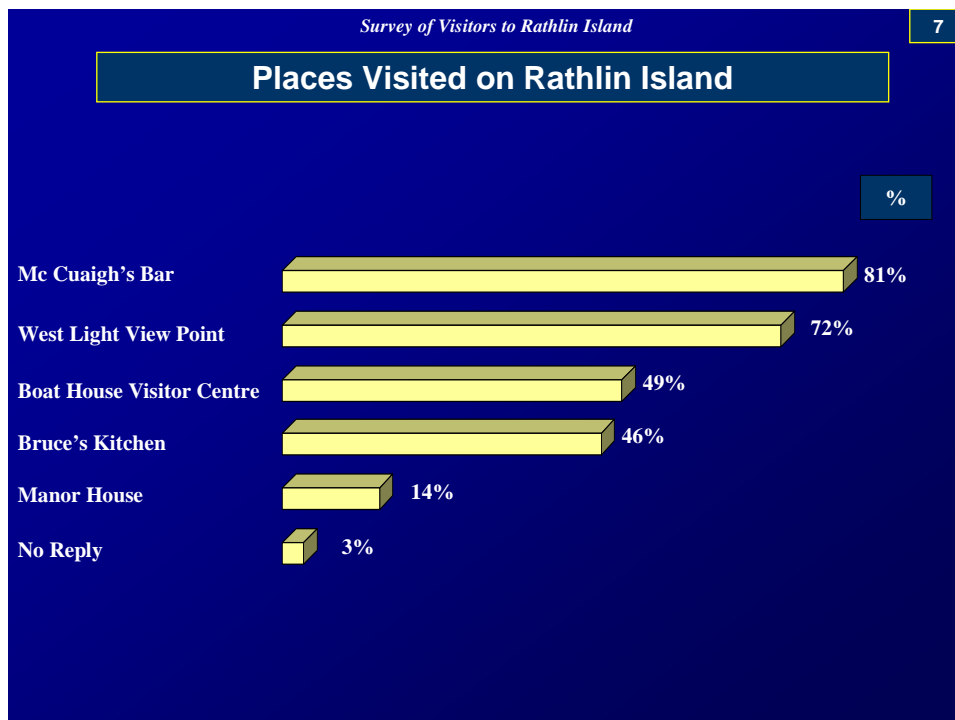 Survey of Visitors to Rathlin Island
7
Places Visited on Rathlin Island
%
Mc Cuaigh's Bar 81%
West Light View Point 72%
Boat House Visitor Centre 49%
Bruce's Kitchen 46%
Manor House 14%
No Reply 3%